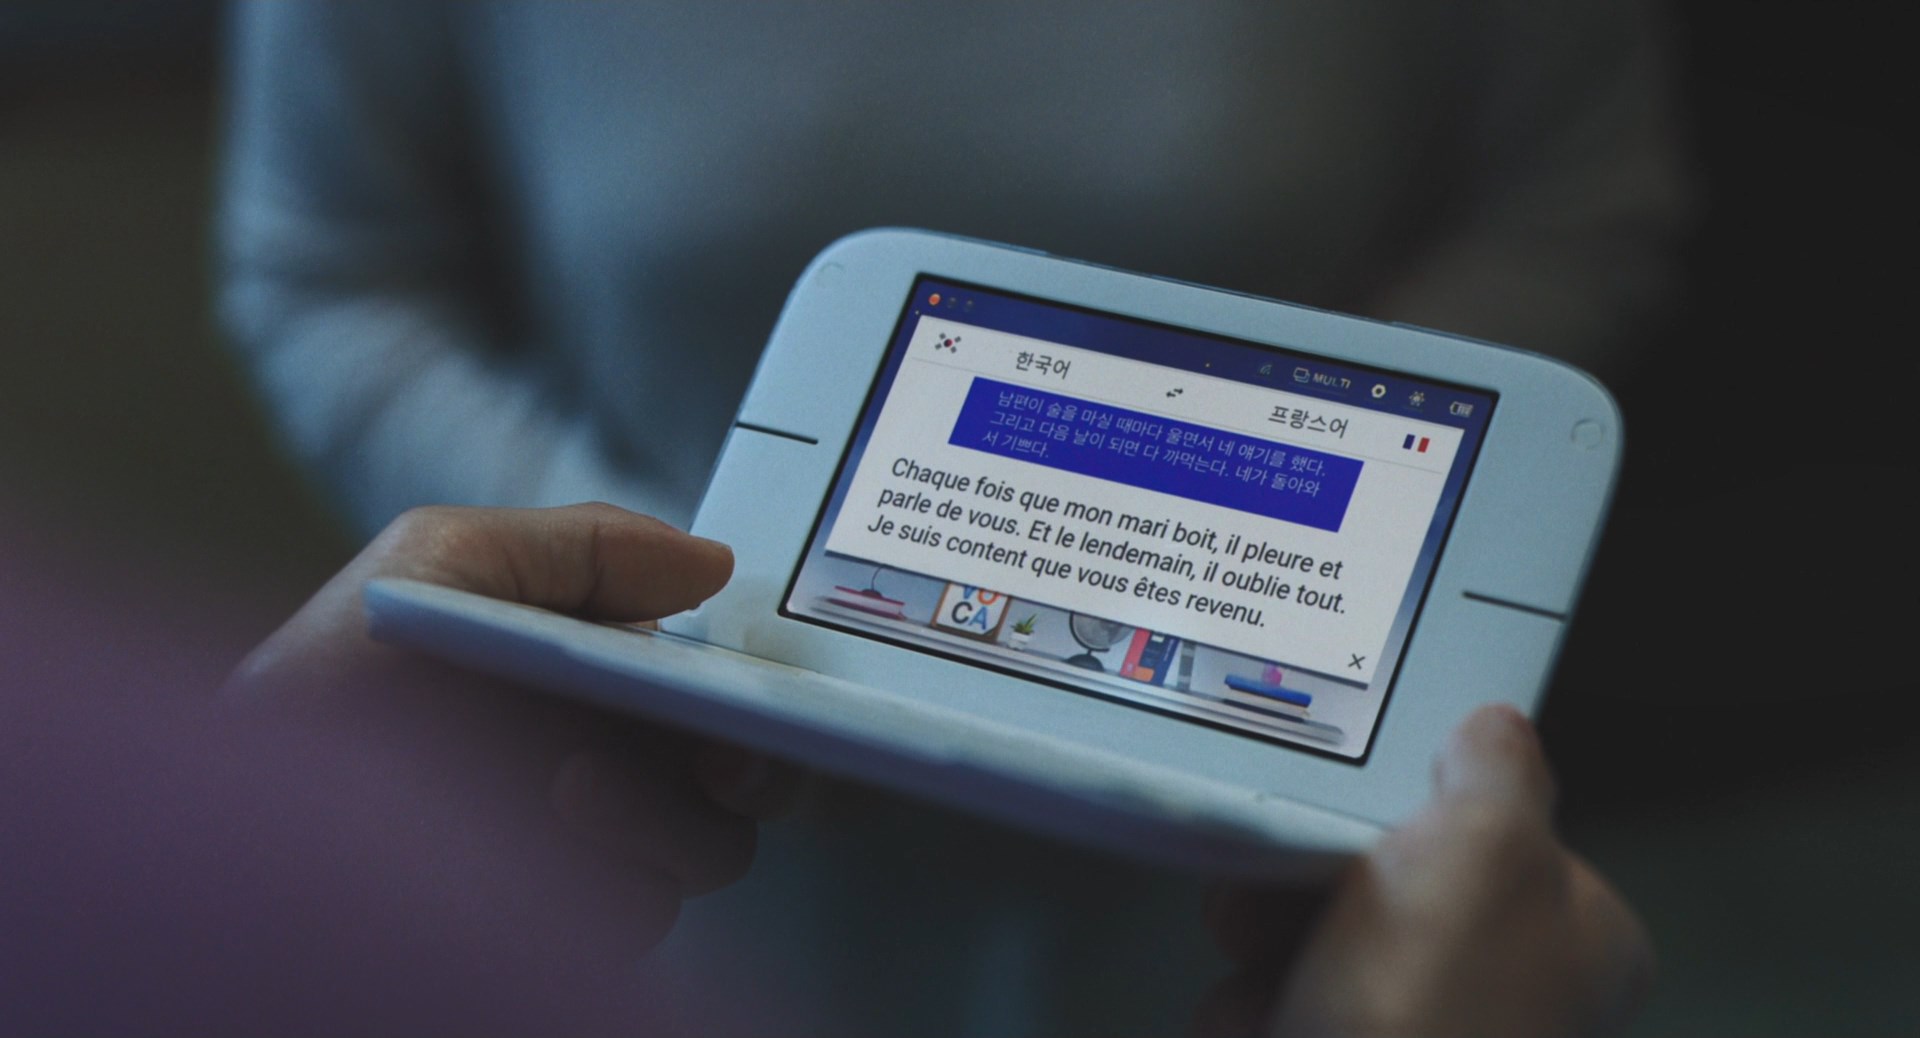 MULTI
한국어
프랑스어
남편이 술을 마실 때마다 울면서 네 얘기를 했다.
그리고 다음 날이 되면 다 까먹는다. 네가 돌아와
서 기쁘다.
Chaque fois que mon mari boit, il pleure et
parle de vous. Et le lendemain, il oublie tout.
Je suis content que vous êtes revenu.
VO
CA